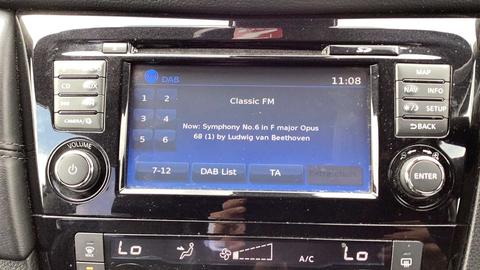 DAB
11:08
MAP
CD AUX
1 2
Classic FM
NAV INFO
3 4
Now: Symphony No.6 in F major Opus
68 (1) by Ludwig van Beethoven
SETUP
CAMERA
5 6
BACK
VOLUME
7-12
DAB List
TA
ENTER
Lo
A/C
Lo
MAX